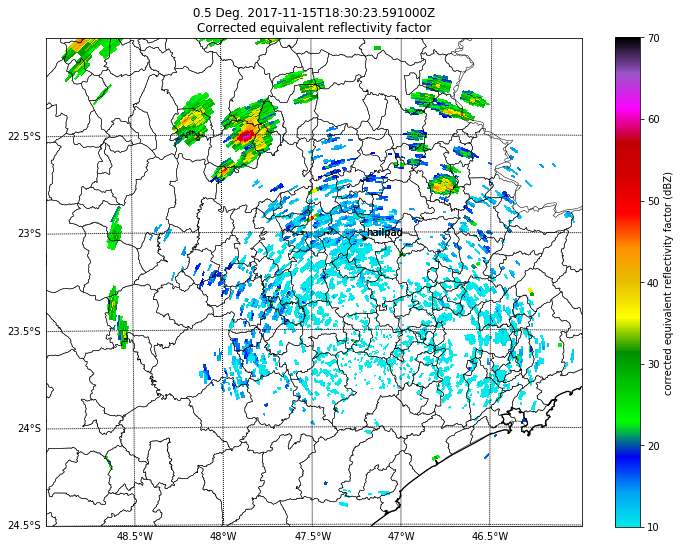 0.5 Deg. 2017-11-15T18:30:23.591000Z
Corrected equivalent reflectivity factor
22.5°S
23°S
23.5°S
24°S
24.5°S
48.5°W
48°W
47.5°W
47°W
46.5°W
hailpad
70
60
50
40
30
20
10
corrected equivalent reflectivity factor (dBZ)